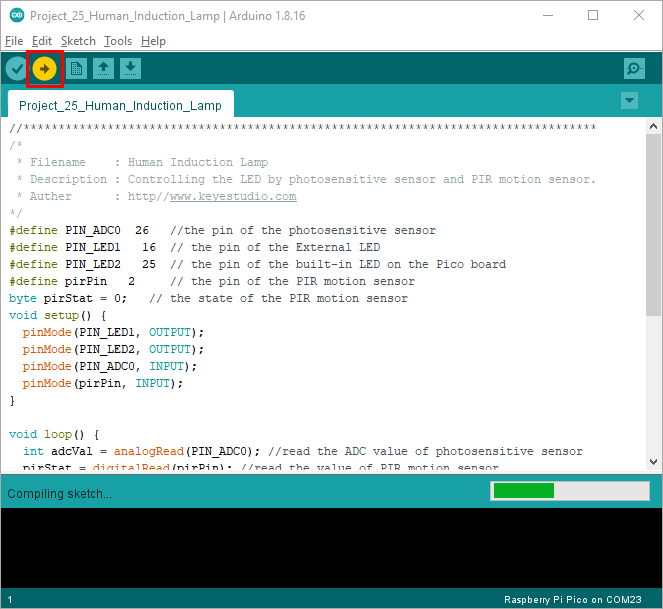 Project_25_Human_Induction_Lamp | Arduino 1.8.16
File Edit Sketch Tools Help
Project_25_Human_Induction_Lamp
//**********************************************************************************
/*
 * Filename    : Human Induction Lamp
 * Description : Controlling the LED by photosensitive sensor and PIR motion sensor.
 * Auther      : http//www.keyestudio.com
*/
#define PIN_ADC0  26   //the pin of the photosensitive sensor
#define PIN_LED1   16  // the pin of the External LED
#define PIN_LED2   25  // the pin of the built-in LED on the Pico board
#define pirPin   2     // the pin of the PIR motion sensor
byte pirStat = 0;   // the state of the PIR motion sensor
void setup() {
  pinMode(PIN_LED1, OUTPUT);
  pinMode(PIN_LED2, OUTPUT);
  pinMode(PIN_ADC0, INPUT);
  pinMode(pirPin, INPUT);
}
void loop() {
  int adcVal = analogRead(PIN_ADC0); //read the ADC value of photosensitive sensor
  pirStat = digitalRead(pirPin); //read the value of PIR motion sensor
Compiling sketch...
1 Raspberry Pi Pico on COM23